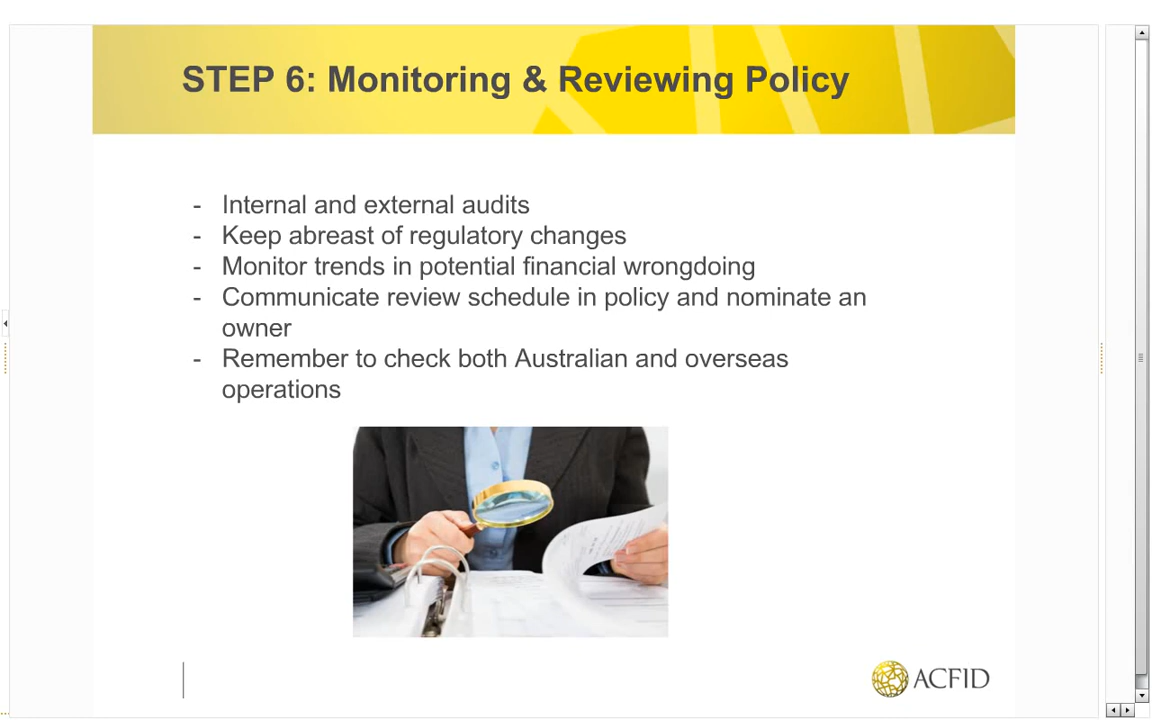 STEP 6: Monitoring & Reviewing Policy
- Internal and external audits
- Keep abreast of regulatory changes
- Monitor trends in potential financial wrongdoing
- Communicate review schedule in policy and nominate an
owner
- Remember to check both Australian and overseas
operations
ACFID